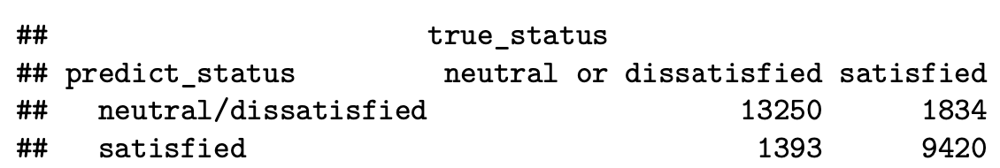 ##                       true_status
## predict_status         neutral or dissatisfied satisfied
##   neutral/dissatisfied                   13250      1834
##   satisfied                               1393      9420